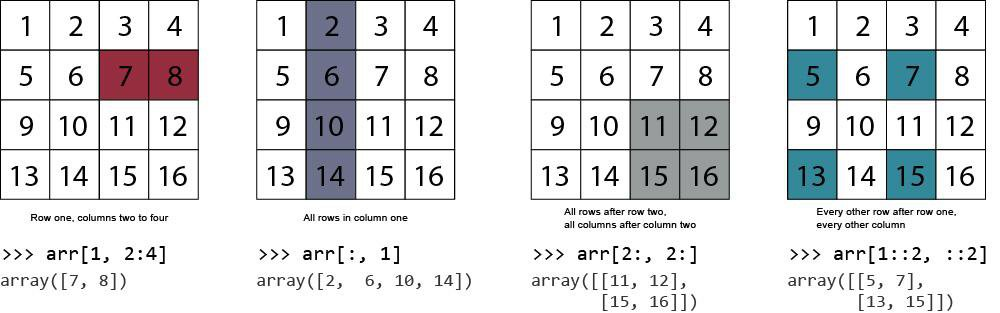 1 2 3 4
5 6 7 8
9 10 11 12
13 14 15 16
Row one, columns two to four
>>> arr[1, 2:4]
array([7, 8])
1 2 3 4
5 6 7 8
9 10 11 12
13 14 15 16
All rows in column one
>>> arr[:, 1]
array([2,  6, 10, 14])
1 2 3 4
5 6 7 8
9 10 11 12
13 14 15 16
All rows after row two,
all columns after column two
>>> arr[2:, 2:]
array([[11, 12],
[15, 16]])
1 2 3 4
5 6 7 8
9 10 11 12
13 14 15 16
Every other row after row one,
every other column
>>> arr[1::2, ::2]
array([[5, 7],
[13, 15]])